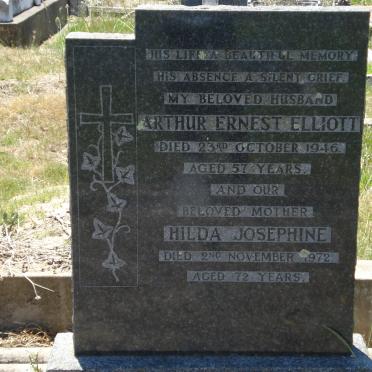 HIS LIFE A BEAUTIFUL MEMORY
HIS ABSENCE A SILENT GRIEF
MY BELOVED HUSBAND
ARTHUR ERNEST ELLIOTT
DIED 23RD OCTOBER 1946.
AGED 57 YEARS.
AND OUR
BELOVED MOTHER
HILDA JOSEPHINE
DIED 2ND NOVEMBER 1972
AGED 72 YEARS.